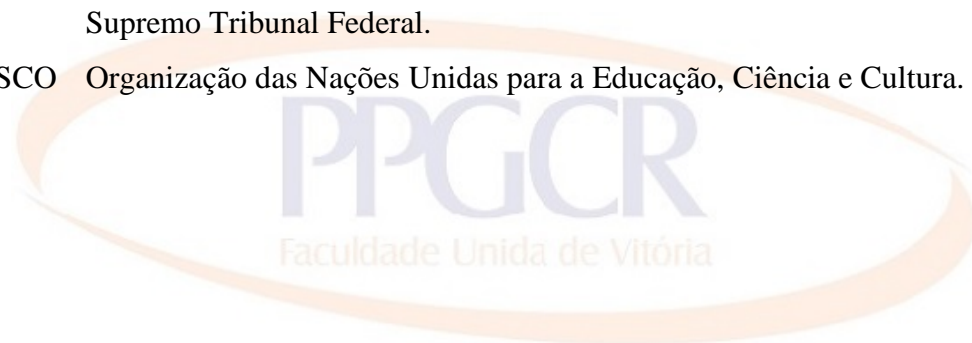 Supremo Tribunal Federal.
SCO Organização das Nações Unidas para a Educação, Ciência e Cultura.
PPGCR
Faculdade Unida de Vitória